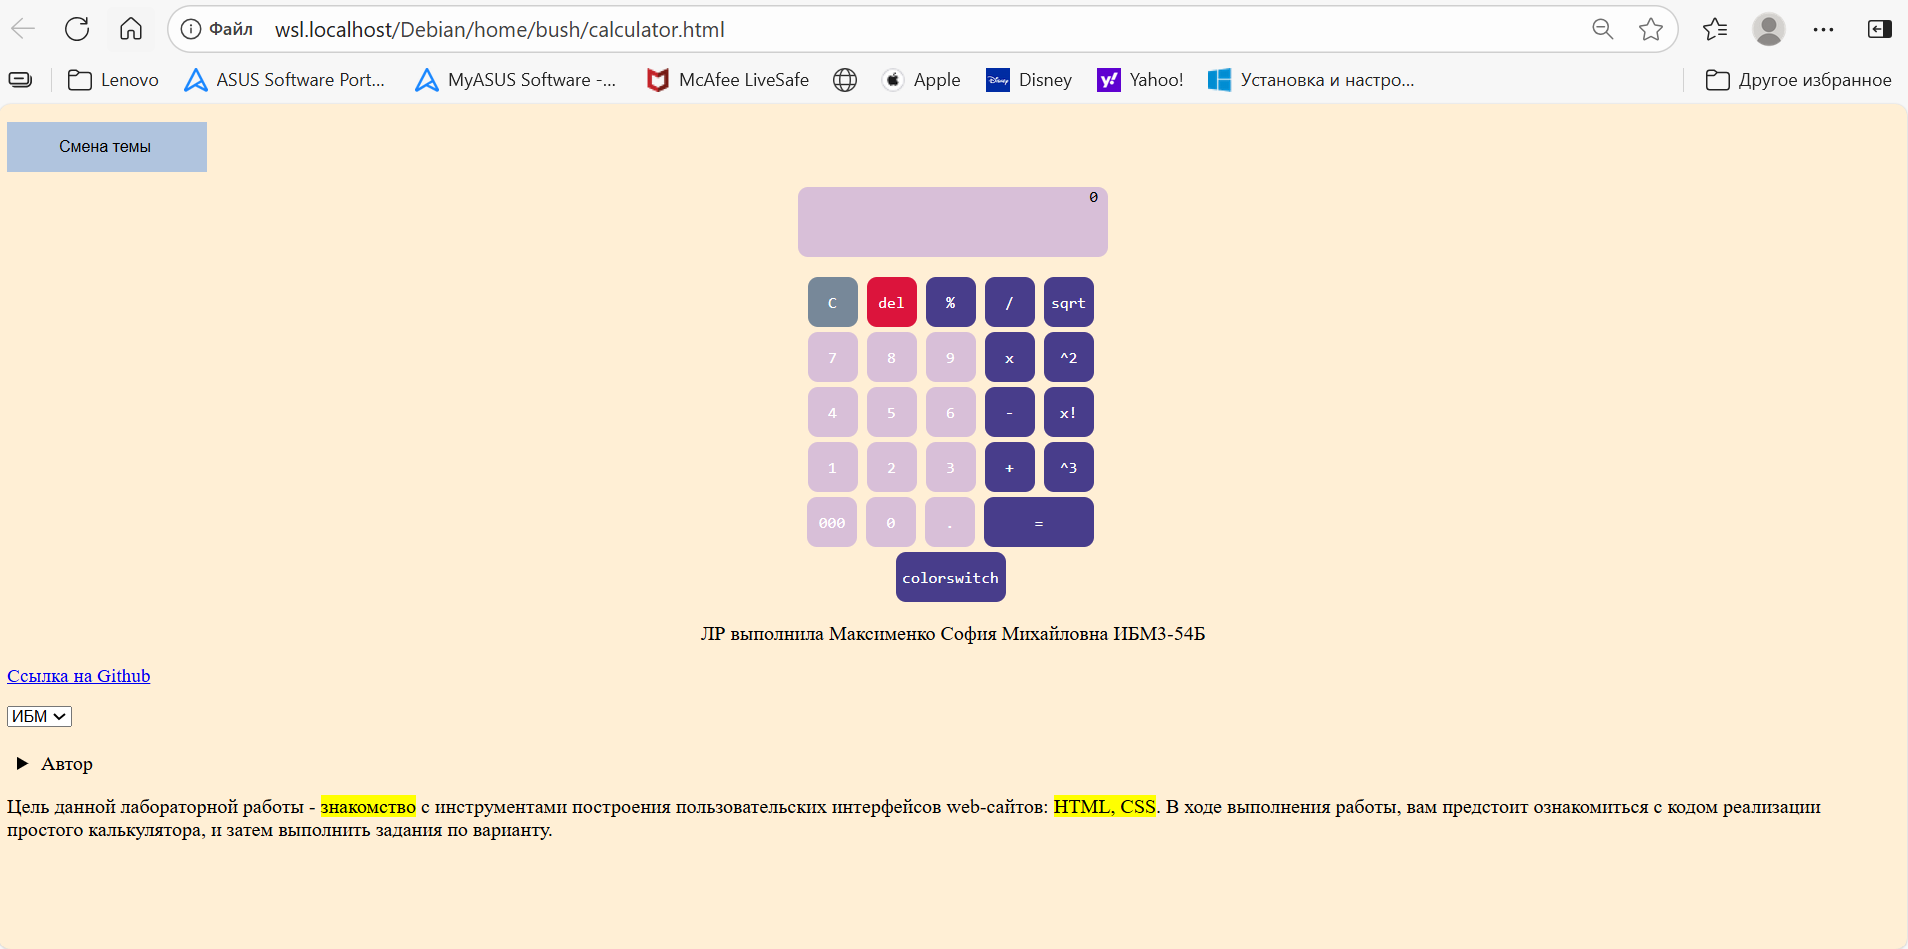 Файл wsl.localhost/Debian/home/bush/calculator.html
Lenovo ASUS Software Port... MyASUS Software -... McAfee LiveSafe Apple Disney Yahoo! Установка и настро... Другое избранное
Смена темы
0
C del % / sqrt
7 8 9 x ^2
4 5 6 - x!
1 2 3 + ^3
000 0 . =
colorswitch
ЛР выполнила Максименко София Михайловна ИБМ3-54Б
Ссылка на Github
ИБМ
Автор
Цель данной лабораторной работы - знакомство с инструментами построения пользовательских интерфейсов web-сайтов: HTML, CSS. В ходе выполнения работы, вам предстоит ознакомиться с кодом реализации
простого калькулятора, и затем выполнить задания по варианту.